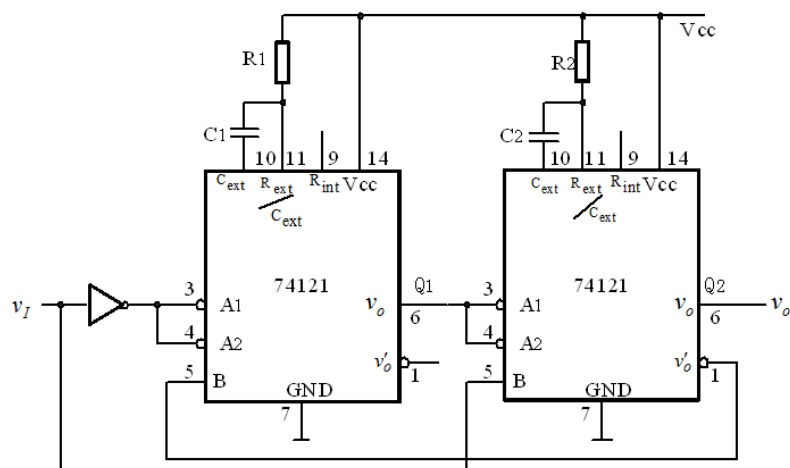 Vcc
R1
R2
C1
C2
10 11 9 14
10 11 9 14
Cext Rext Rint Vcc
Cext
Cext Rext Rint Vcc
Cext
74121
74121
vI
3 A1
4 A2
5 B
vo Q1
6
v′o
1
GND
7
3 A1
4 A2
5 B
vo Q2 vo
6
v′o
1
GND
7